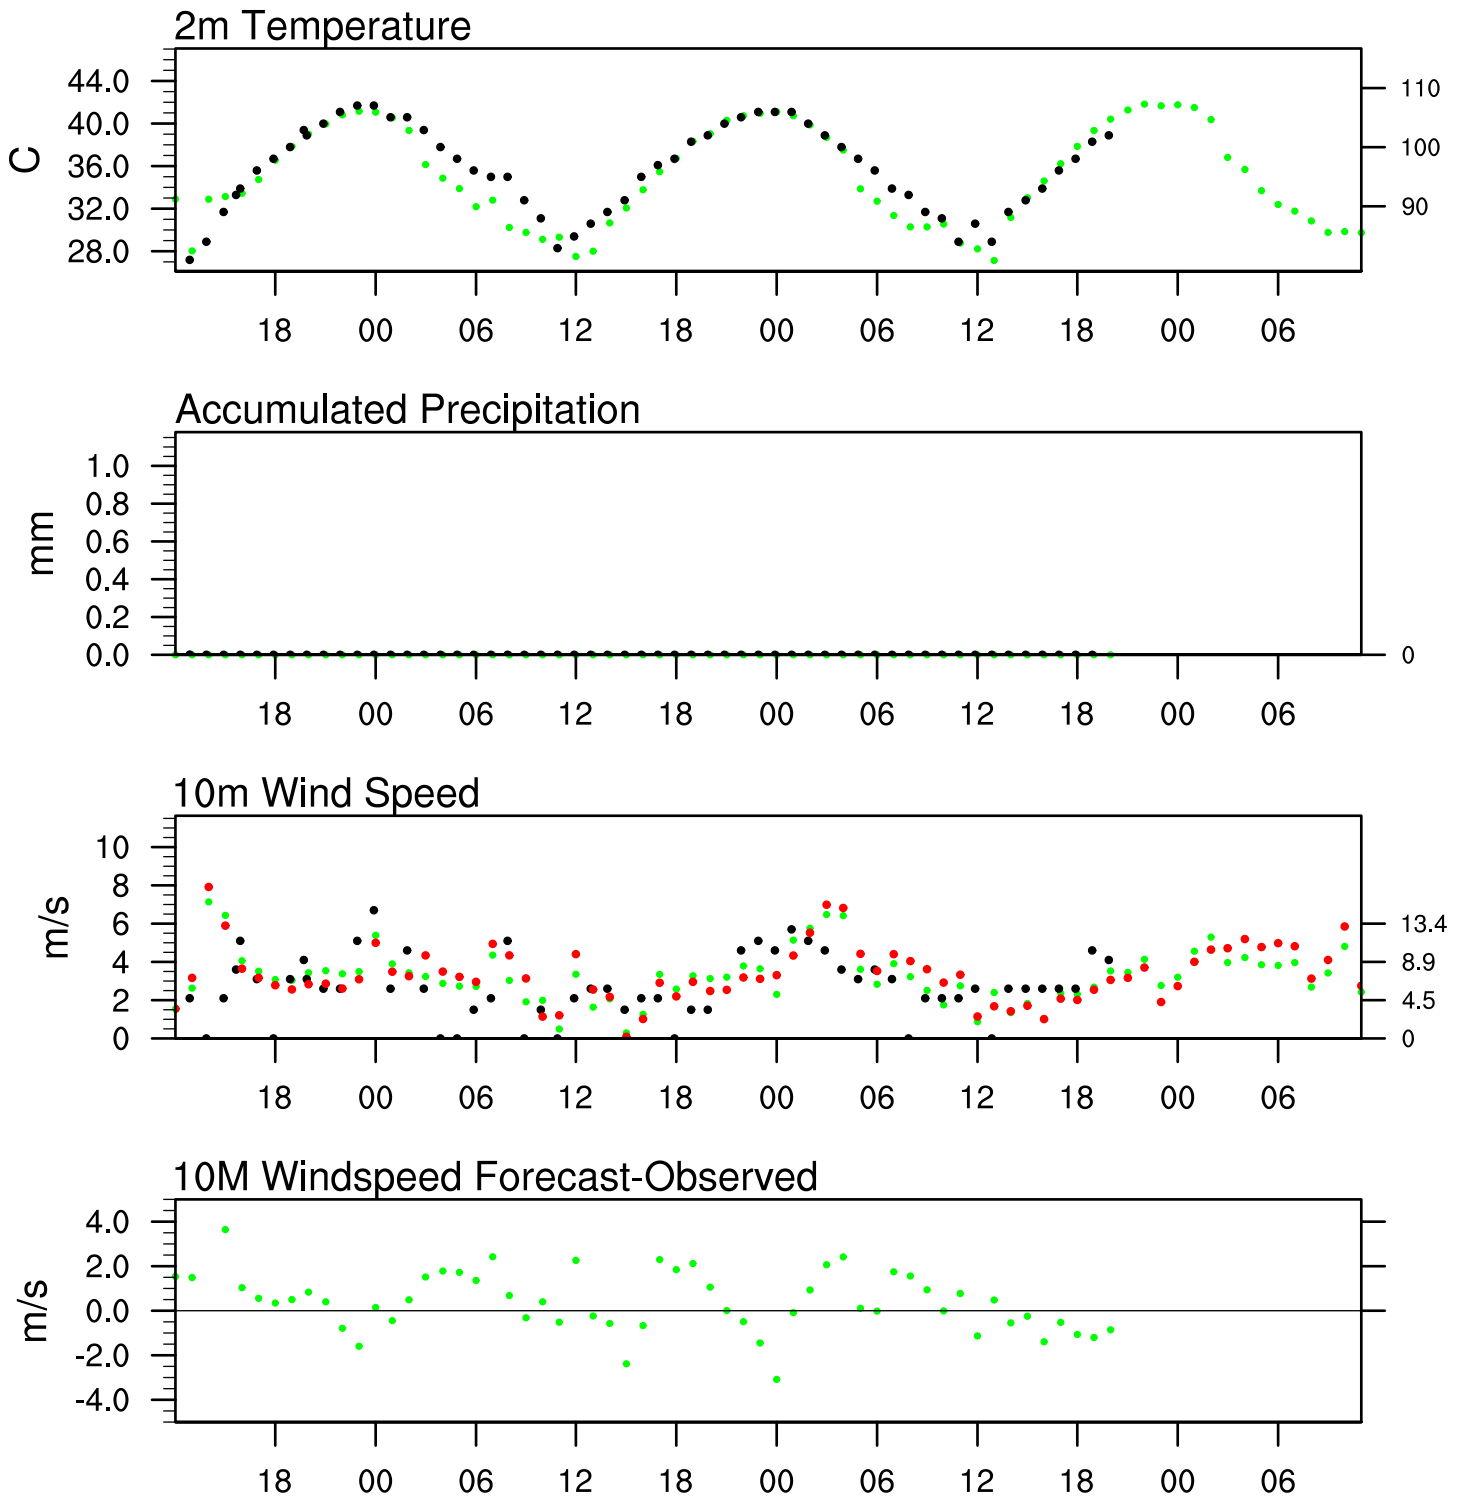 2m Temperature
44.0
40.0
36.0
32.0
28.0
C
110
100
90
18 00 06 12 18 00 06 12 18 00 06
Accumulated Precipitation
1.0
0.8
0.6
0.4
0.2
0.0
mm
0
18 00 06 12 18 00 06 12 18 00 06
10m Wind Speed
10
8
6
4
2
0
m/s
13.4
8.9
4.5
0
18 00 06 12 18 00 06 12 18 00 06
10M Windspeed Forecast-Observed
4.0
2.0
0.0
-2.0
-4.0
m/s
18 00 06 12 18 00 06 12 18 00 06